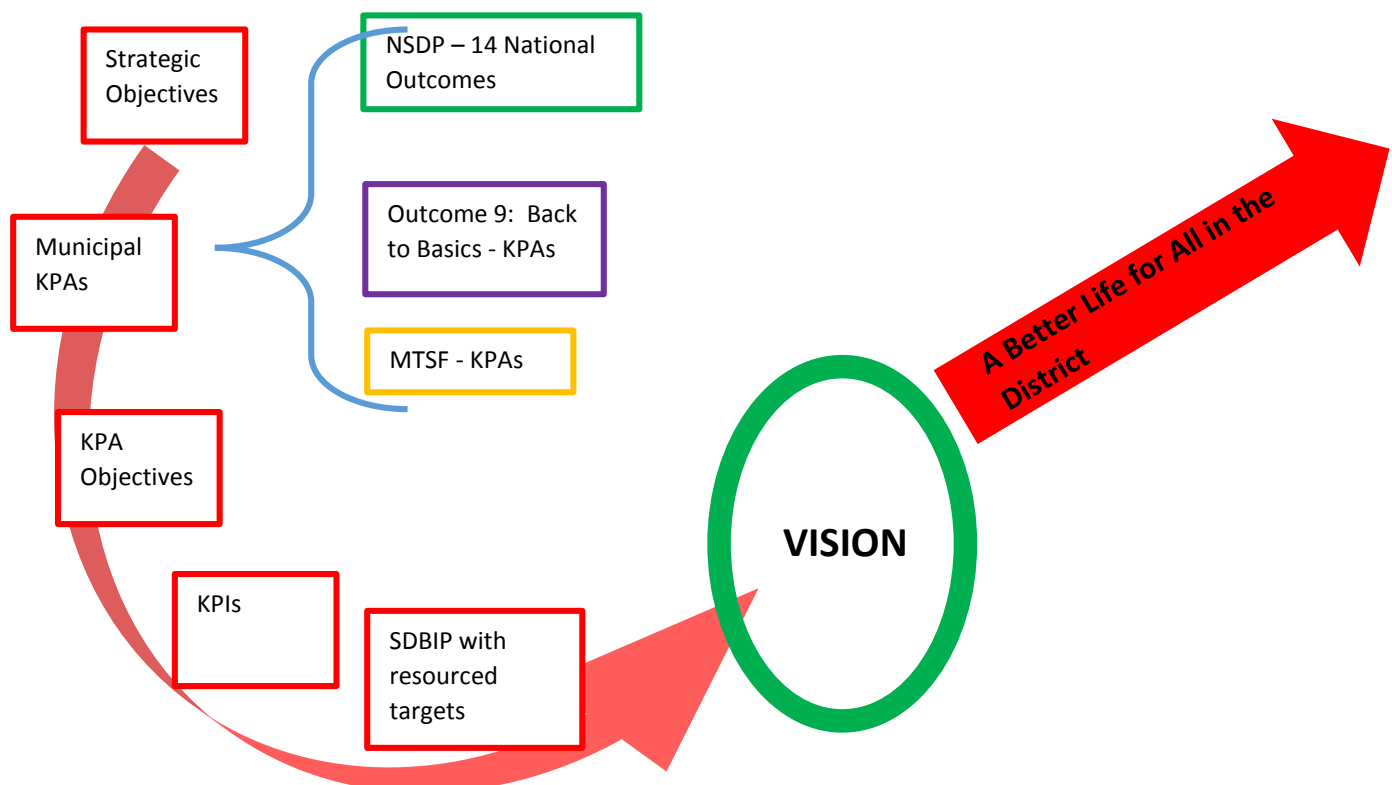 Strategic
Objectives
NSDP – 14 National
Outcomes
Municipal
KPAs
Outcome 9:  Back
to Basics - KPAs
MTSF - KPAs
KPA
Objectives
KPIs
SDBIP with
resourced
targets
VISION
A Better Life for All in the
District